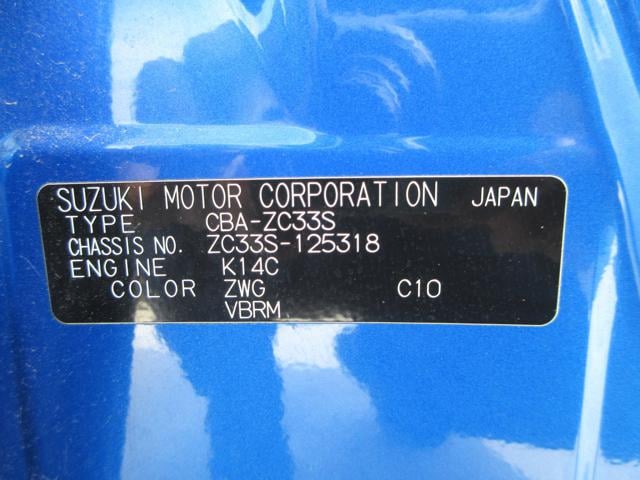 SUZUKI MOTOR CORPORATION JAPAN
TYPE CBA-ZC33S
CHASSIS NO. ZC33S-125318
ENGINE K14C
COLOR ZWG C10
VBRM